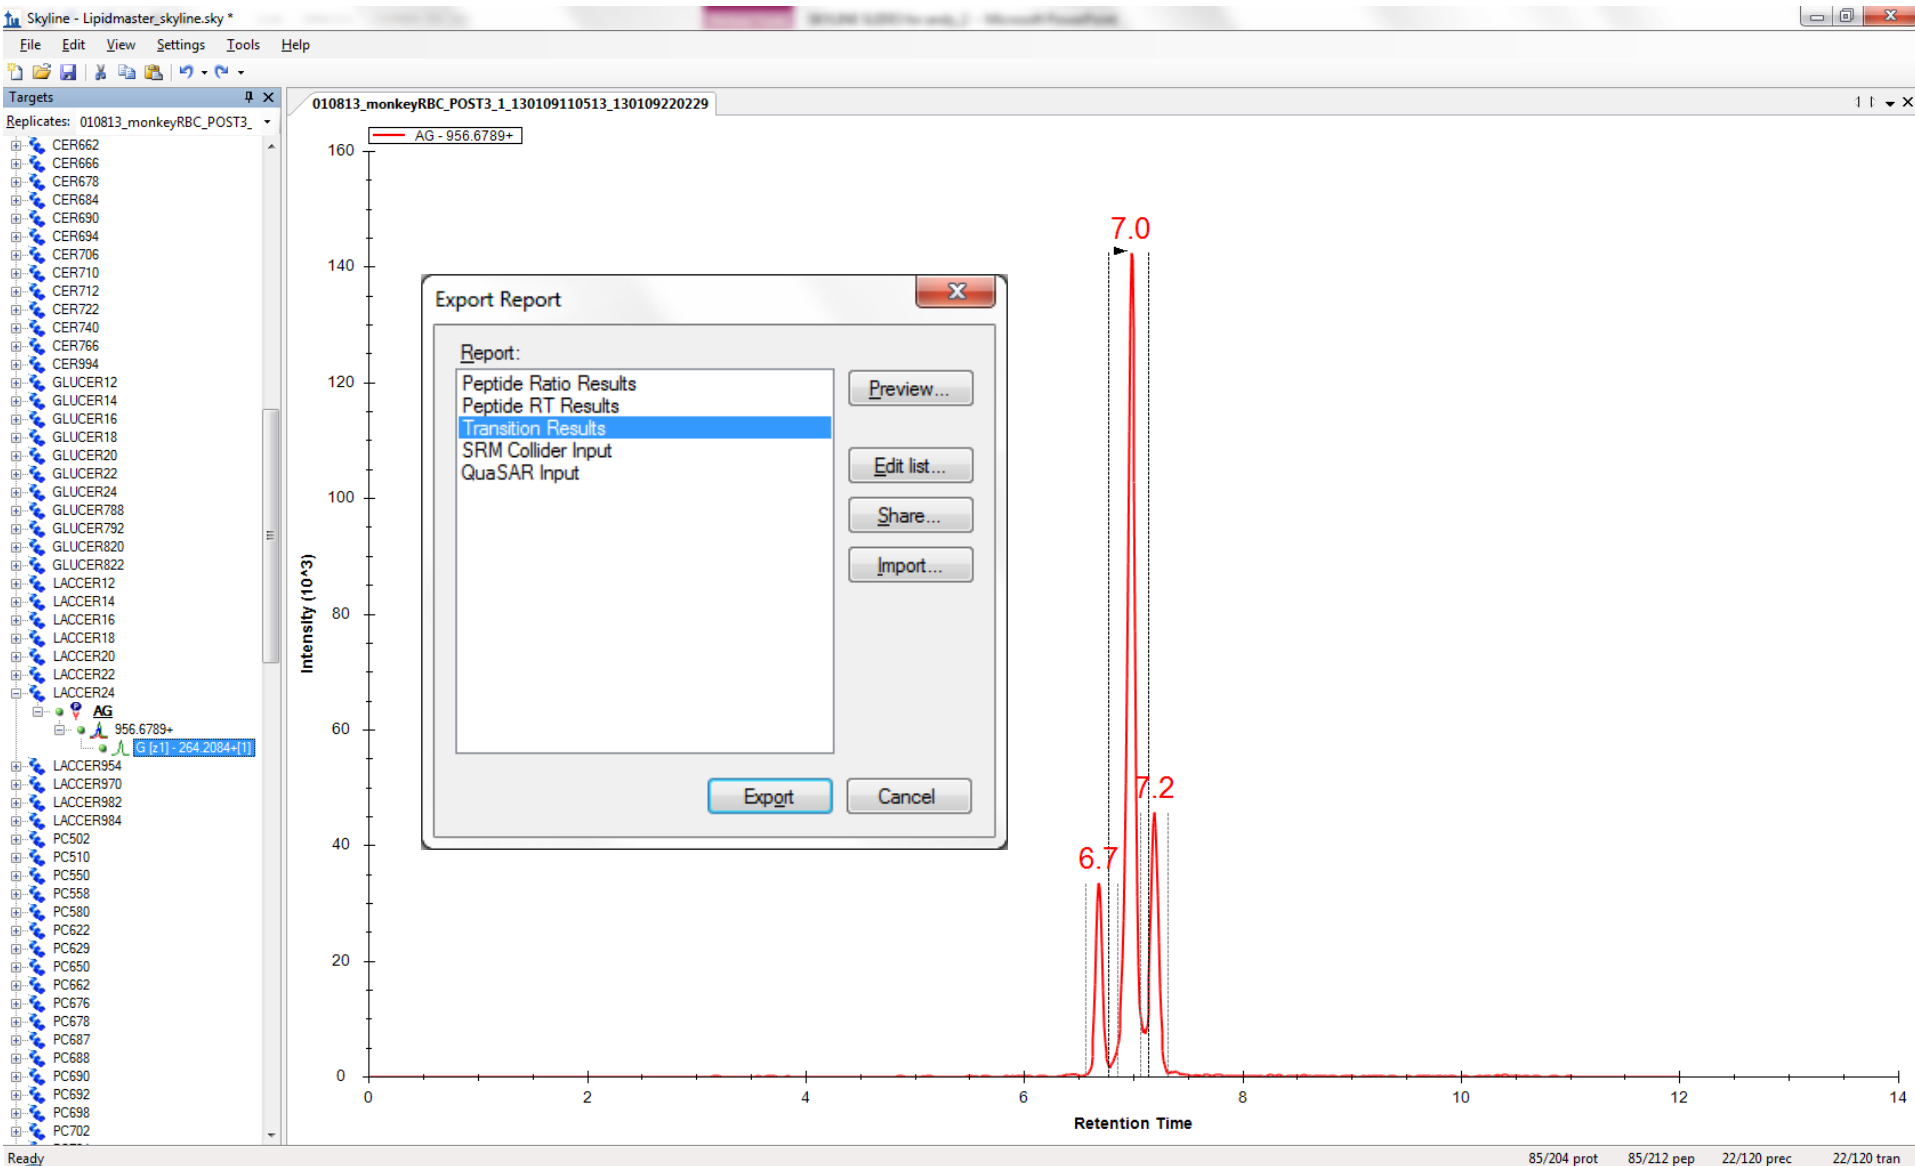 Skyline - Lipidmaster_skyline.sky *
File Edit View Settings Tools Help
Targets
Replicates: 010813_monkeyRBC_POST3_
CER662
CER666
CER678
CER684
CER690
CER694
CER706
CER710
CER712
CER722
CER740
CER766
CER994
GLUCER12
GLUCER14
GLUCER16
GLUCER18
GLUCER20
GLUCER22
GLUCER24
GLUCER788
GLUCER792
GLUCER820
GLUCER822
LACCER12
LACCER14
LACCER16
LACCER18
LACCER20
LACCER22
LACCER24
AG
956.6789+
G [z1] - 264.2084+[1]
LACCER954
LACCER970
LACCER982
LACCER984
PC502
PC510
PC550
PC558
PC580
PC622
PC629
PC650
PC662
PC676
PC678
PC687
PC688
PC690
PC692
PC698
PC702
010813_monkeyRBC_POST3_1_130109110513_130109220229
AG - 956.6789+
160
140
120
100
80
60
40
20
0
Intensity (10^3)
7.0
7.2
6.7
0 2 4 6 8 10 12 14
Retention Time
Export Report
Report:
Peptide Ratio Results
Peptide RT Results
Transition Results
SRM Collider Input
QuaSAR Input
Preview...
Edit list...
Share...
Import...
Export Cancel
Ready 85/204 prot 85/212 pep 22/120 prec 22/120 tran